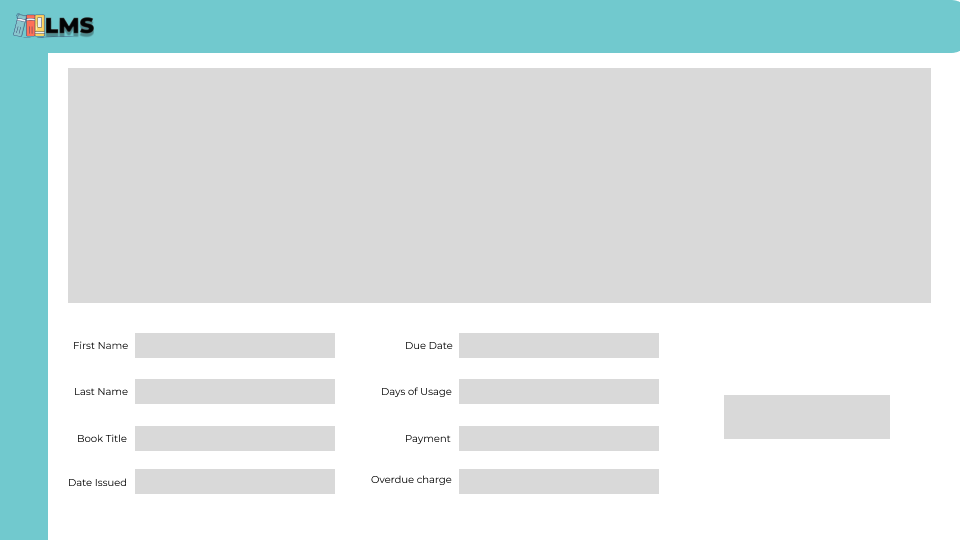 LMS
First Name
Due Date
Last Name
Days of Usage
Book Title
Payment
Date Issued
Overdue charge